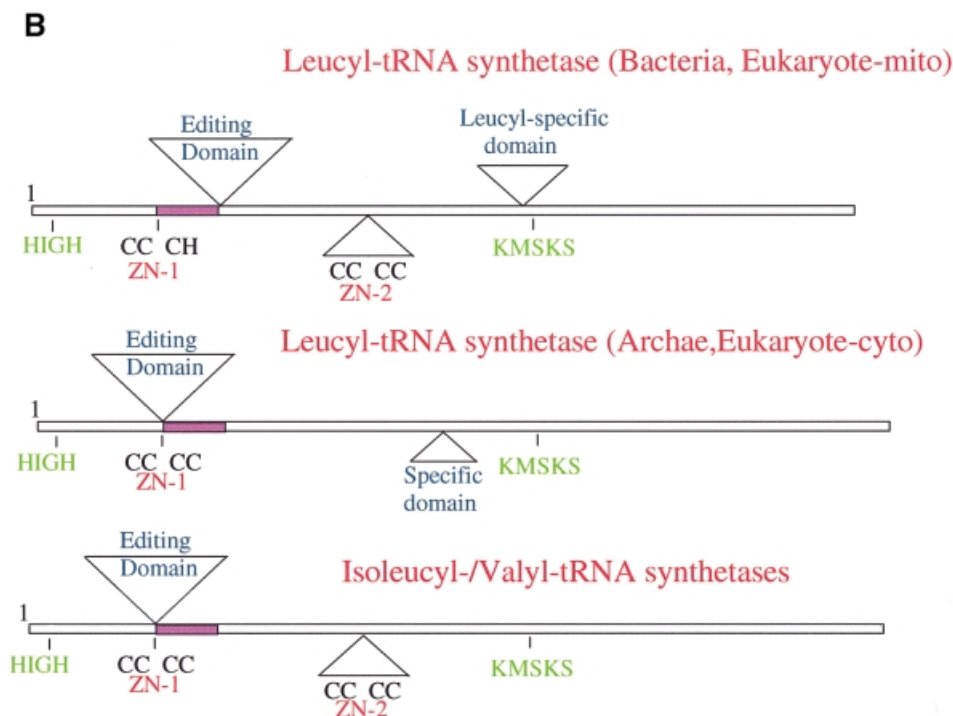 B
Leucyl-tRNA synthetase (Bacteria, Eukaryote-mito)
Editing
Domain
Leucyl-specific
domain
1
HIGH
CC CH
ZN-1
CC CC
ZN-2
KMSKS
Leucyl-tRNA synthetase (Archae,Eukaryote-cyto)
Editing
Domain
1
HIGH
CC CC
ZN-1
Specific
domain
KMSKS
Isoleucyl-/Valyl-tRNA synthetases
Editing
Domain
1
HIGH
CC CC
ZN-1
CC CC
ZN-2
KMSKS